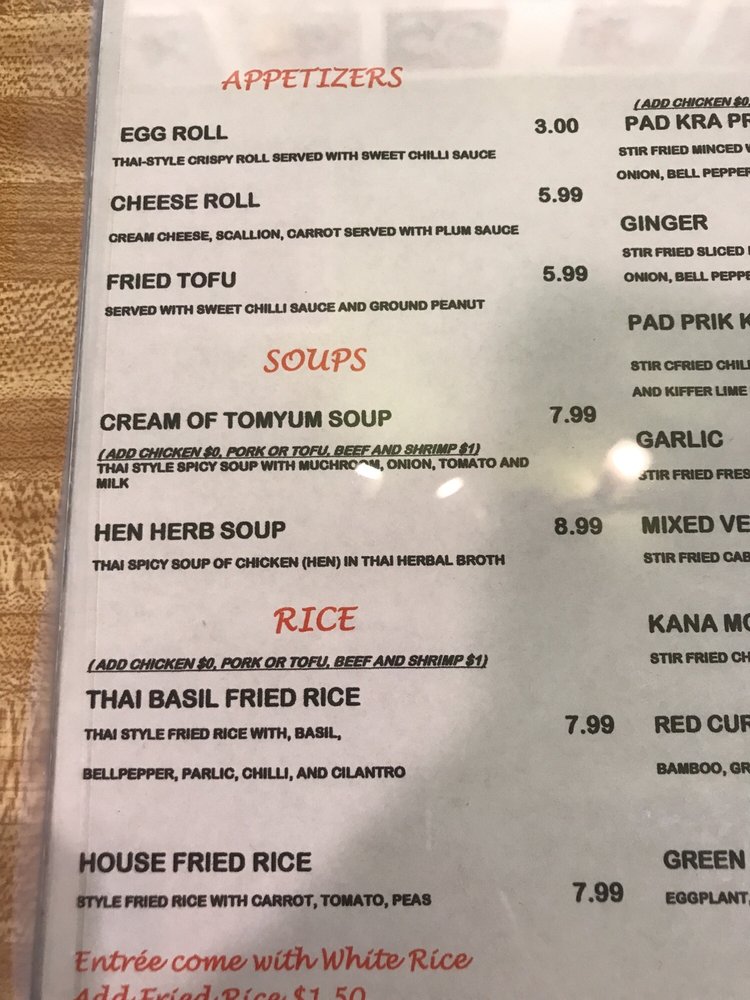 APPETIZERS
EGG ROLL 3.00
THAI-STYLE CRISPY ROLL SERVED WITH SWEET CHILLI SAUCE
CHEESE ROLL 5.99
CREAM CHEESE, SCALLION, CARROT SERVED WITH PLUM SAUCE
FRIED TOFU 5.99
SERVED WITH SWEET CHILLI SAUCE AND GROUND PEANUT
SOUPS
CREAM OF TOMYUM SOUP 7.99
( ADD CHICKEN $0, PORK OR TOFU, BEEF AND SHRIMP $1)
THAI STYLE SPICY SOUP WITH MUCHROOM, ONION, TOMATO AND
MILK
HEN HERB SOUP 8.99
THAI SPICY SOUP OF CHICKEN (HEN) IN THAI HERBAL BROTH
RICE
( ADD CHICKEN $0, PORK OR TOFU, BEEF AND SHRIMP $1)
THAI BASIL FRIED RICE 7.99
THAI STYLE FRIED RICE WITH, BASIL,
BELLPEPPER, PARLIC, CHILLI, AND CILANTRO
HOUSE FRIED RICE 7.99
STYLE FRIED RICE WITH CARROT, TOMATO, PEAS
Entrée come with White Rice
Add Fried Rice $1.50
( ADD CHICKEN $0,
PAD KRA PR
STIR FRIED MINCED
ONION, BELL PEPPER
GINGER
STIR FRIED SLICED
ONION, BELL PEPPE
PAD PRIK K
STIR CFRIED CHIL
AND KIFFER LIME
GARLIC
STIR FRIED FRES
MIXED VE
STIR FRIED CAB
KANA MO
STIR FRIED CH
RED CUR
BAMBOO, GR
GREEN
EGGPLANT,